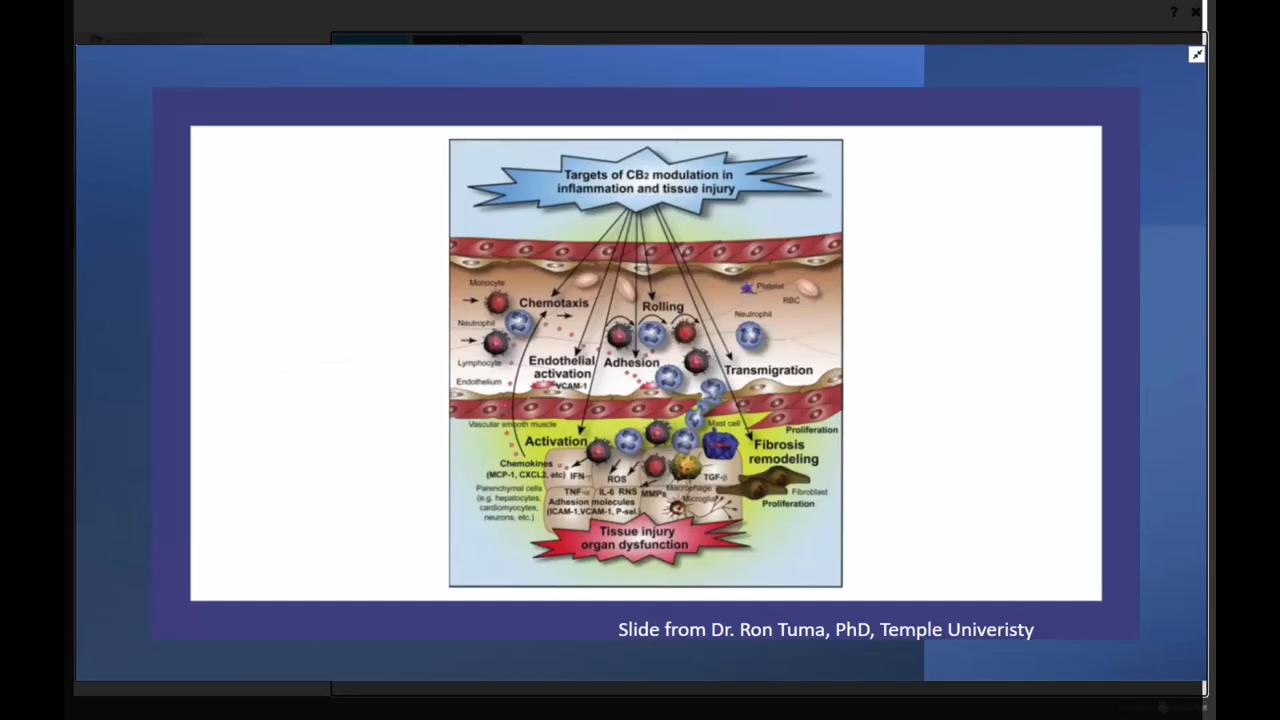 ?
Targets of CB2 modulation in
inflammation and tissue injury
Monocyte
Chemotaxis
Rolling
Platelet
RBC
Neutrophil
Neutrophil
Lymphocyte
Endothelial
activation
VCAM-1
Adhesion
Transmigration
Endothelium
Vascular smooth muscle
Mast cell
Proliferation
Activation
Fibrosis
remodeling
Chemokines
(MCP-1, CXCL2, etc)
IFN-γ
ROS
TGF-β
Parenchymal cells
(e.g. hepatocytes,
cardiomyocytes,
neurons, etc.)
TNF-α IL-6 RNS MMPs
Macrophage
Microglia
Adhesion molecules
(ICAM-1,VCAM-1, P-sel.)
Fibroblast
Proliferation
Tissue injury
organ dysfunction
Slide from Dr. Ron Tuma, PhD, Temple Univeristy